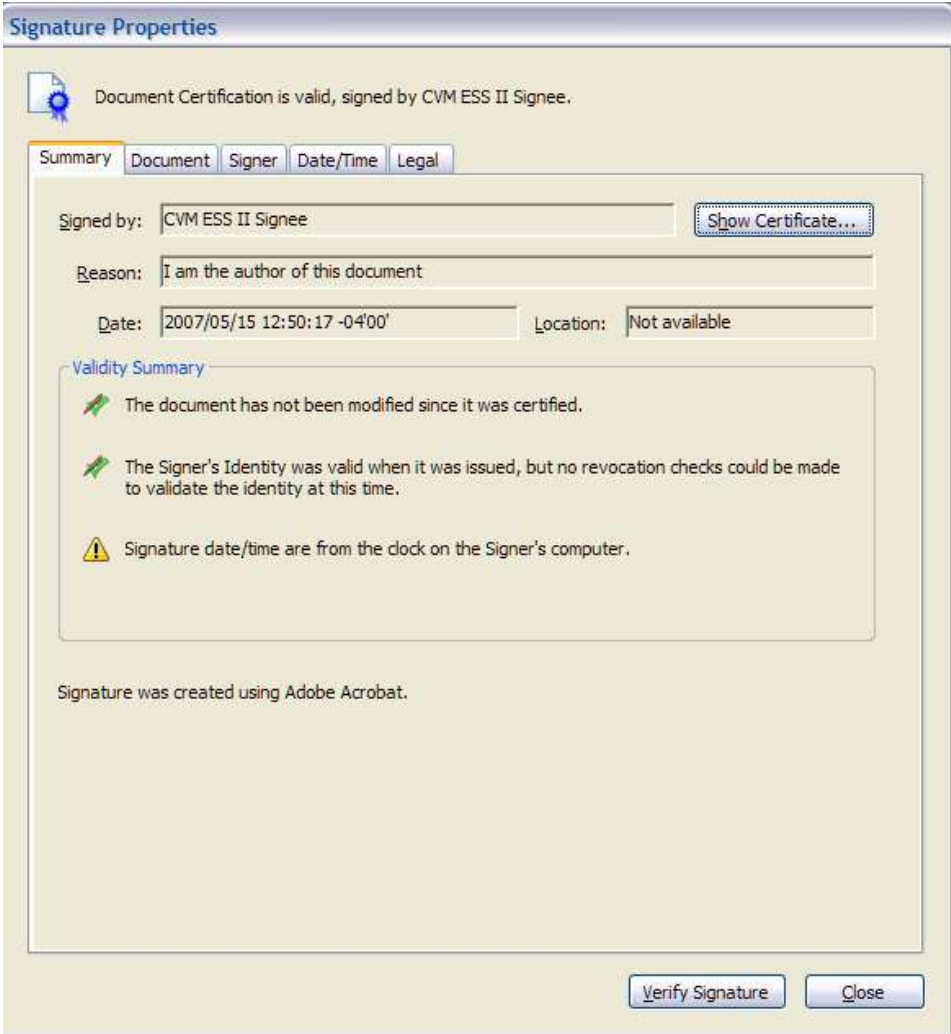 Signature Properties
Document Certification is valid, signed by CVM ESS II Signee.
Summary Document Signer Date/Time Legal
Signed by: CVM ESS II Signee Show Certificate...
Reason: I am the author of this document
Date: 2007/05/15 12:50:17 -04'00' Location: Not available
Validity Summary
The document has not been modified since it was certified.
The Signer's Identity was valid when it was issued, but no revocation checks could be made
to validate the identity at this time.
Signature date/time are from the clock on the Signer's computer.
Signature was created using Adobe Acrobat.
Verify Signature Close